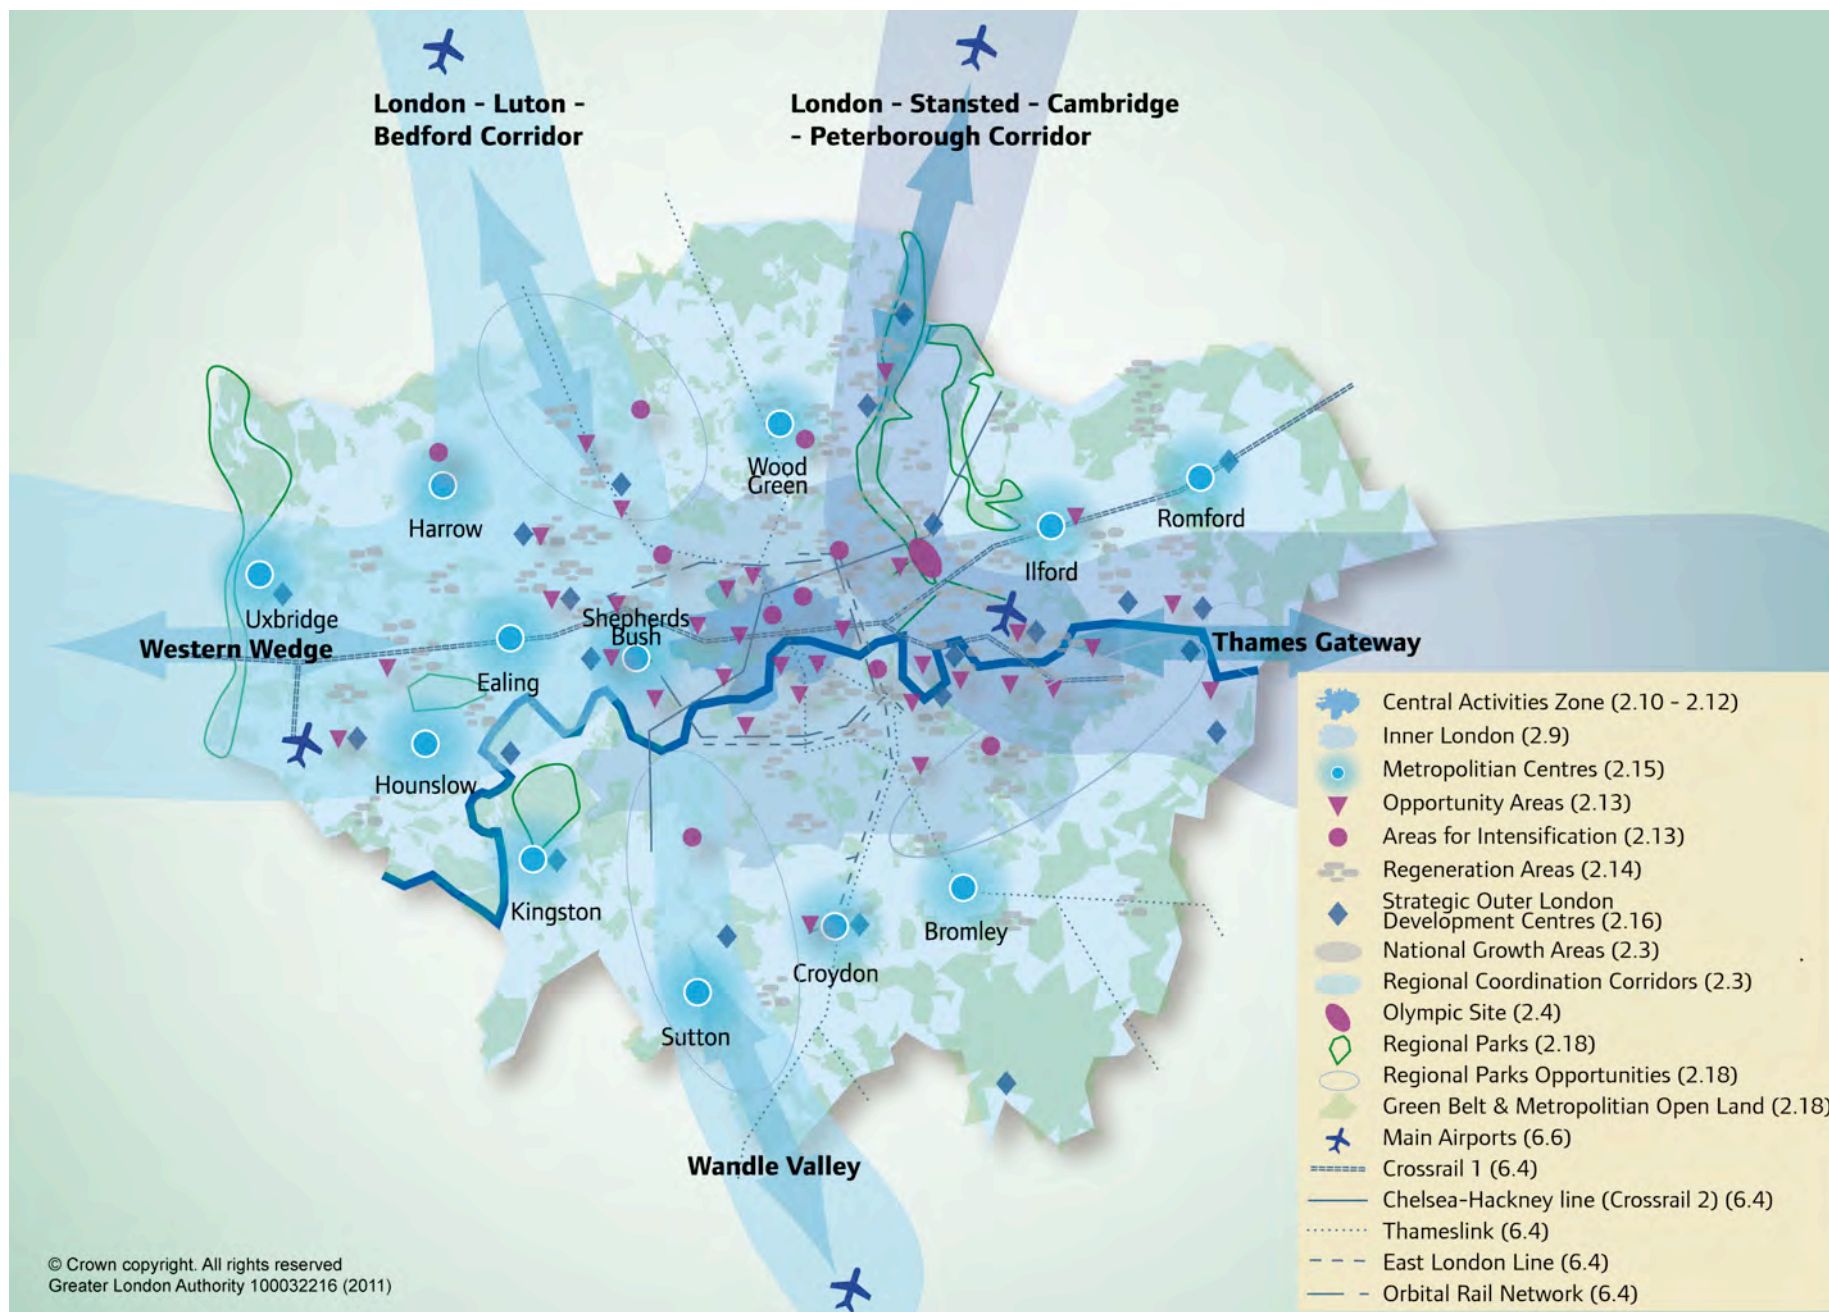 London - Luton -
Bedford Corridor
London - Stansted - Cambridge
- Peterborough Corridor
Wood
Green
Harrow
Romford
Ilford
Uxbridge
Shepherds
Bush
Western Wedge
Thames Gateway
Ealing
Hounslow
Kingston
Bromley
Croydon
Sutton
Wandle Valley
Central Activities Zone (2.10 - 2.12)
Inner London (2.9)
Metropolitian Centres (2.15)
Opportunity Areas (2.13)
Areas for Intensification (2.13)
Regeneration Areas (2.14)
Strategic Outer London
Development Centres (2.16)
National Growth Areas (2.3)
Regional Coordination Corridors (2.3)
Olympic Site (2.4)
Regional Parks (2.18)
Regional Parks Opportunities (2.18)
Green Belt & Metropolitian Open Land (2.18)
Main Airports (6.6)
Crossrail 1 (6.4)
Chelsea-Hackney line (Crossrail 2) (6.4)
Thameslink (6.4)
East London Line (6.4)
Orbital Rail Network (6.4)
© Crown copyright. All rights reserved
Greater London Authority 100032216 (2011)